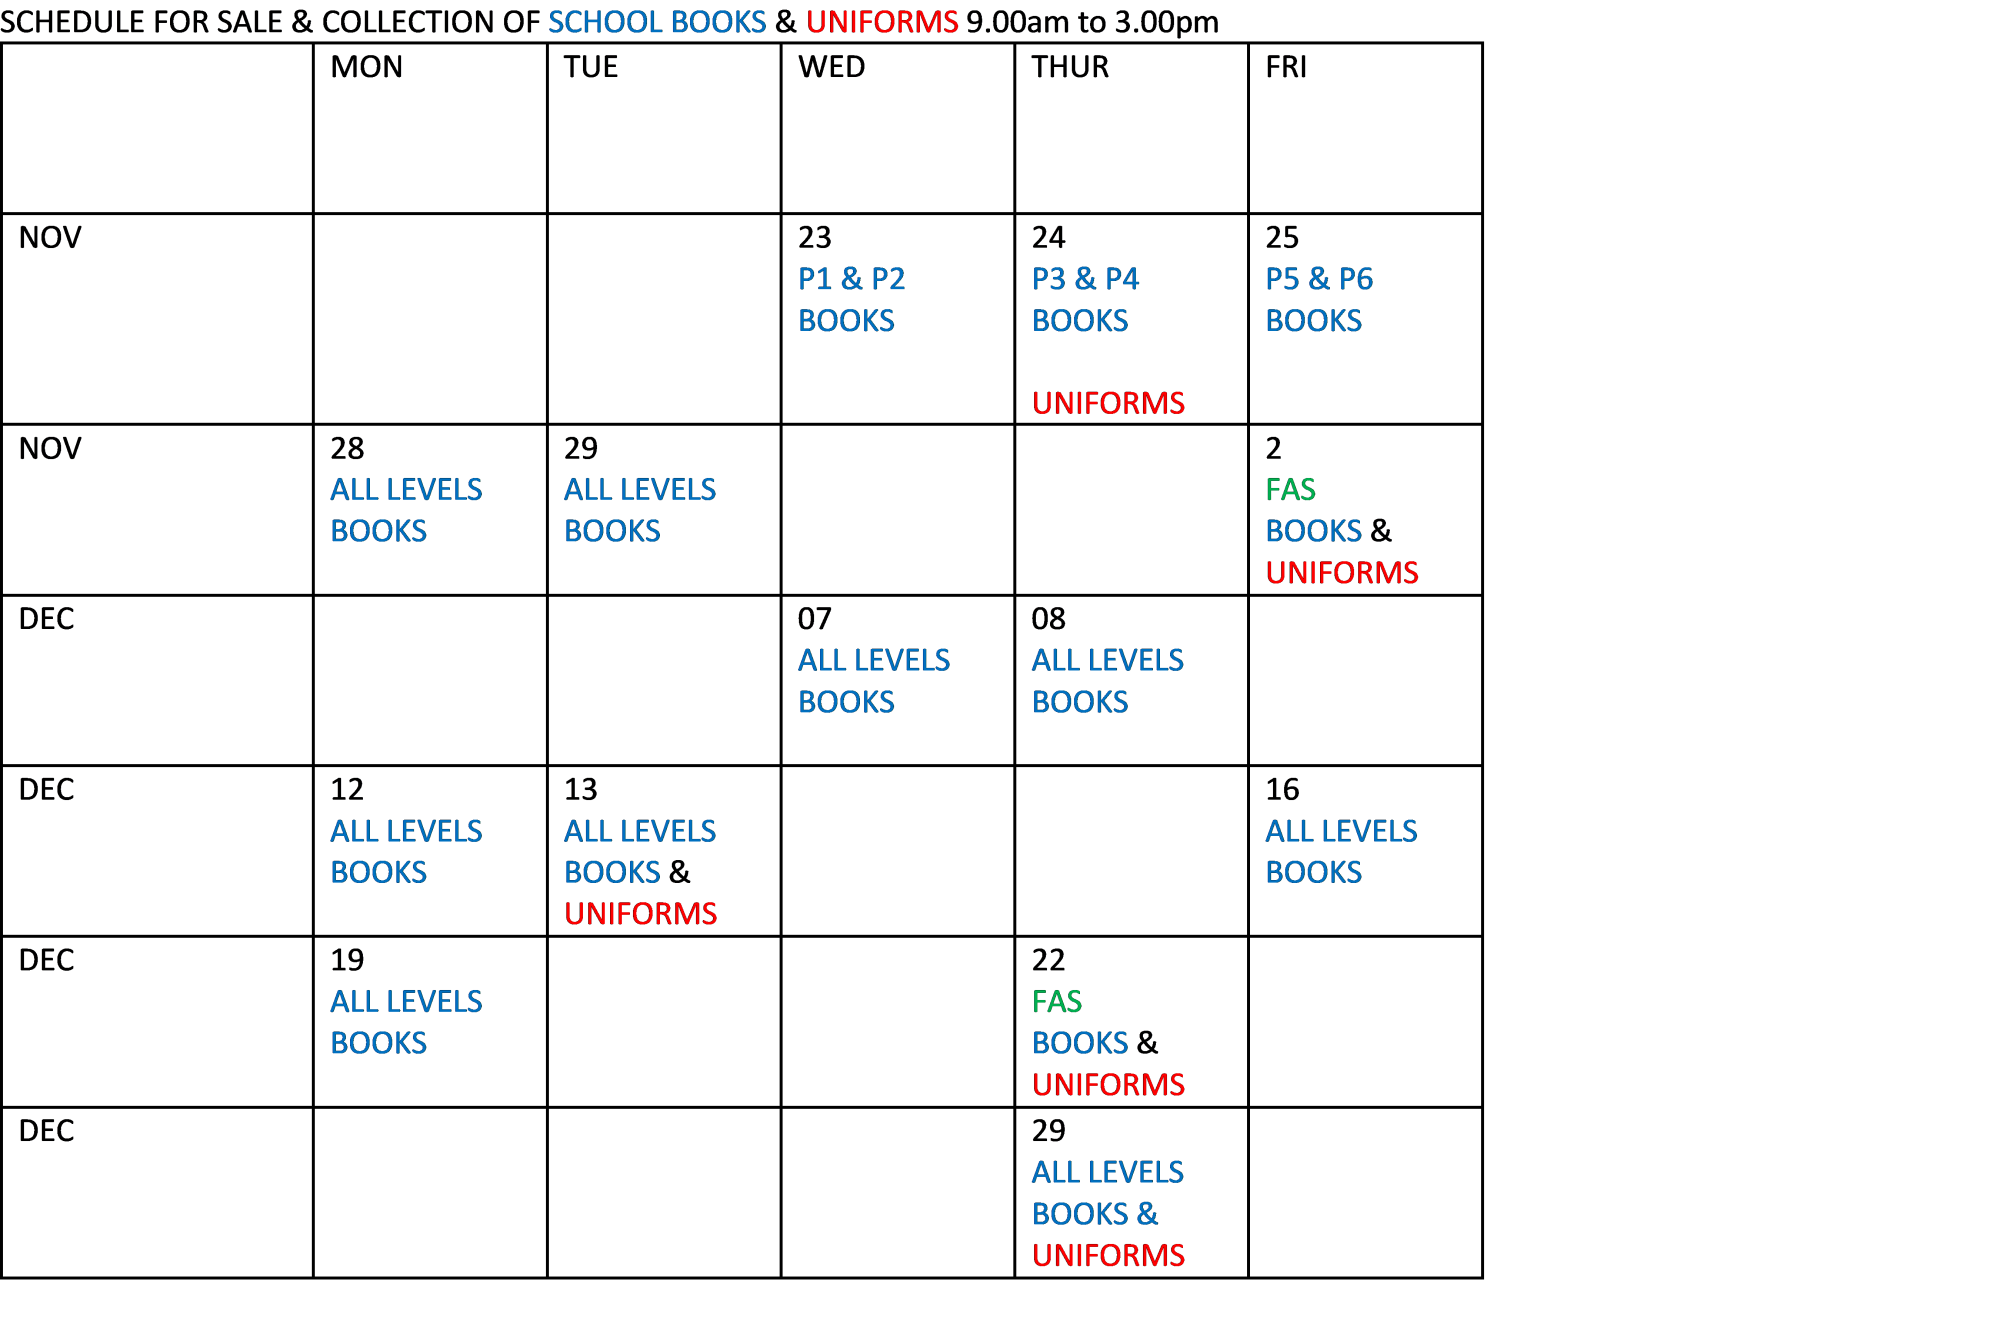 SCHEDULE FOR SALE & COLLECTION OF SCHOOL BOOKS & UNIFORMS 9.00am to 3.00pm
MON
TUE
WED
THUR
FRI
NOV
23
P1 & P2
BOOKS
24
P3 & P4
BOOKS
UNIFORMS
25
P5 & P6
BOOKS
NOV
28
ALL LEVELS
BOOKS
29
ALL LEVELS
BOOKS
2
FAS
BOOKS &
UNIFORMS
DEC
07
ALL LEVELS
BOOKS
08
ALL LEVELS
BOOKS
DEC
12
ALL LEVELS
BOOKS
13
ALL LEVELS
BOOKS &
UNIFORMS
16
ALL LEVELS
BOOKS
DEC
19
ALL LEVELS
BOOKS
22
FAS
BOOKS &
UNIFORMS
DEC
29
ALL LEVELS
BOOKS &
UNIFORMS